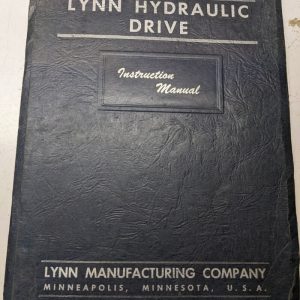 LYNN HYDRAULIC
DRIVE
Instruction
Manual
LYNN MANUFACTURING COMPANY
MINNEAPOLIS, MINNESOTA, U.S.A.